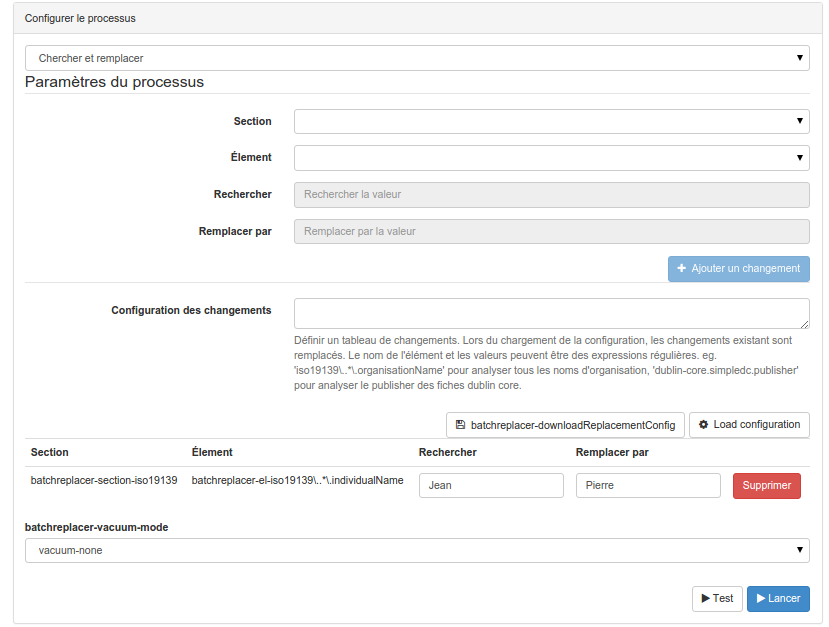 Configurer le processus
Chercher et remplacer
Paramètres du processus
Section
Élement
Rechercher Rechercher la valeur
Remplacer par Remplacer par la valeur
Ajouter un changement
Configuration des changements
Définir un tableau de changements. Lors du chargement de la configuration, les changements existant sont
remplacés. Le nom de l'élément et les valeurs peuvent être des expressions régulières. eg.
'iso19139\..*\.organisationName' pour analyser tous les noms d'organisation, 'dublin-core.simpledc.publisher'
pour analyser le publisher des fiches dublin core.
batchreplacer-downloadReplacementConfig Load configuration
Section Élement Rechercher Remplacer par
batchreplacer-section-iso19139 batchreplacer-el-iso19139\..*\.individualName Jean Pierre Supprimer
batchreplacer-vacuum-mode
vacuum-none
Test Lancer